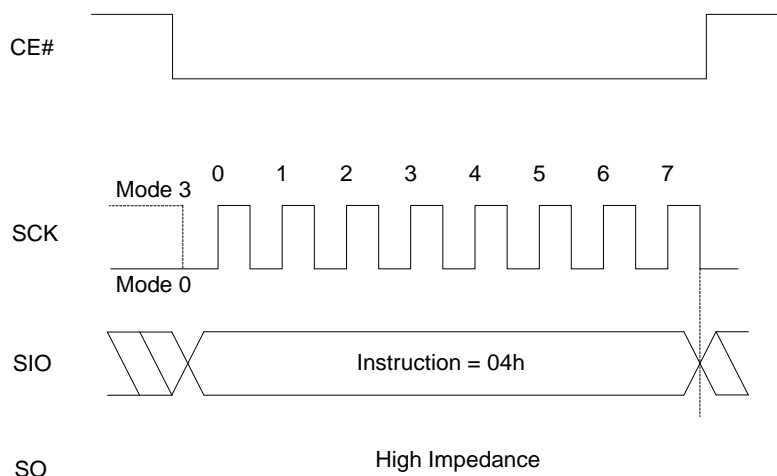 CE#
0 1 2 3 4 5 6 7
Mode 3
SCK
Mode 0
SIO
Instruction = 04h
SO
High Impedance